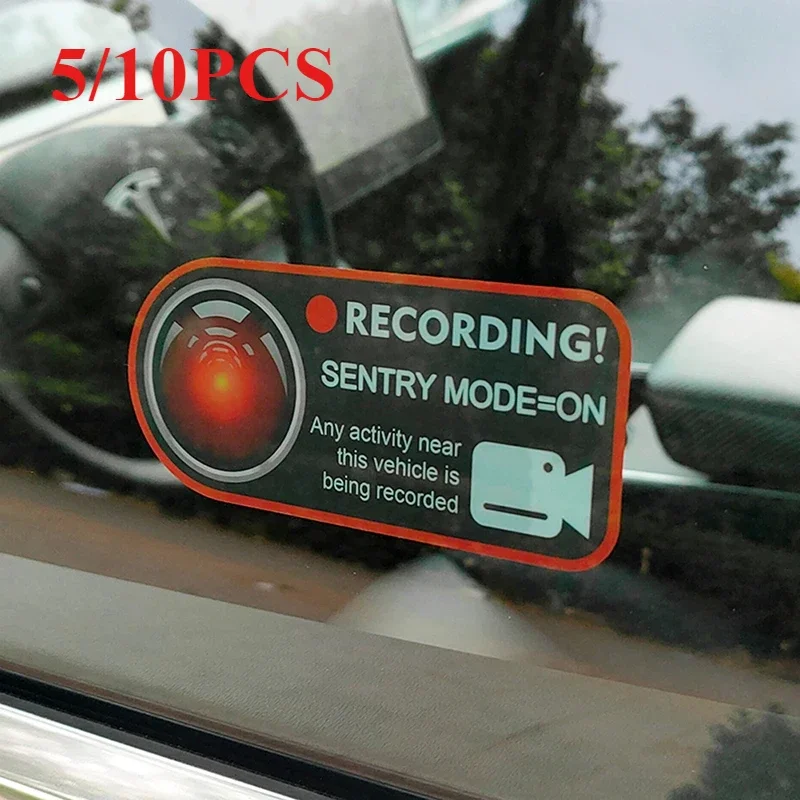 5/10PCS
RECORDING!
SENTRY MODE=ON
Any activity near
this vehicle is
being recorded